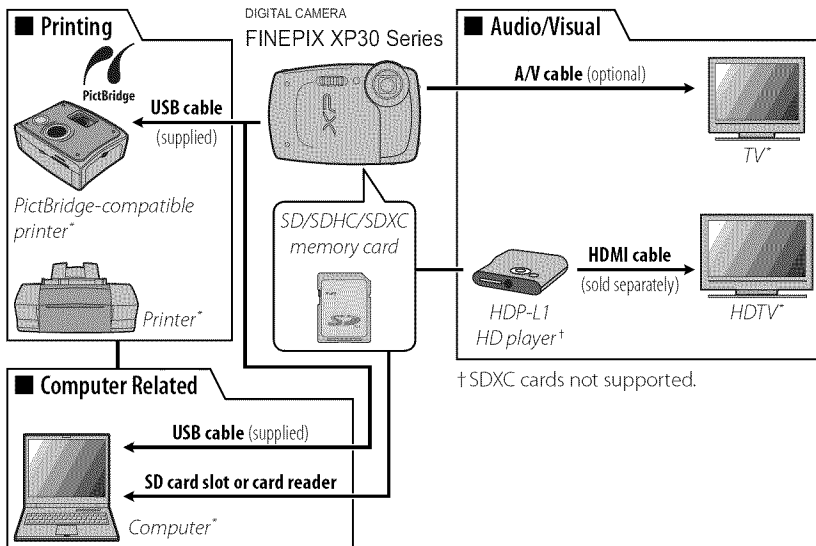 ■ Printing
PictBridge
USB cable
(supplied)
PictBridge-compatible
printer*
Printer*
DIGITAL CAMERA
FINEPIX XP30 Series
XP
SD/SDHC/SDXC
memory card
SD
■ Audio/Visual
A/V cable (optional)
TV*
HDMI cable
(sold separately)
HDP-L1
HD player†
HDTV*
† SDXC cards not supported.
■ Computer Related
USB cable (supplied)
SD card slot or card reader
Computer*